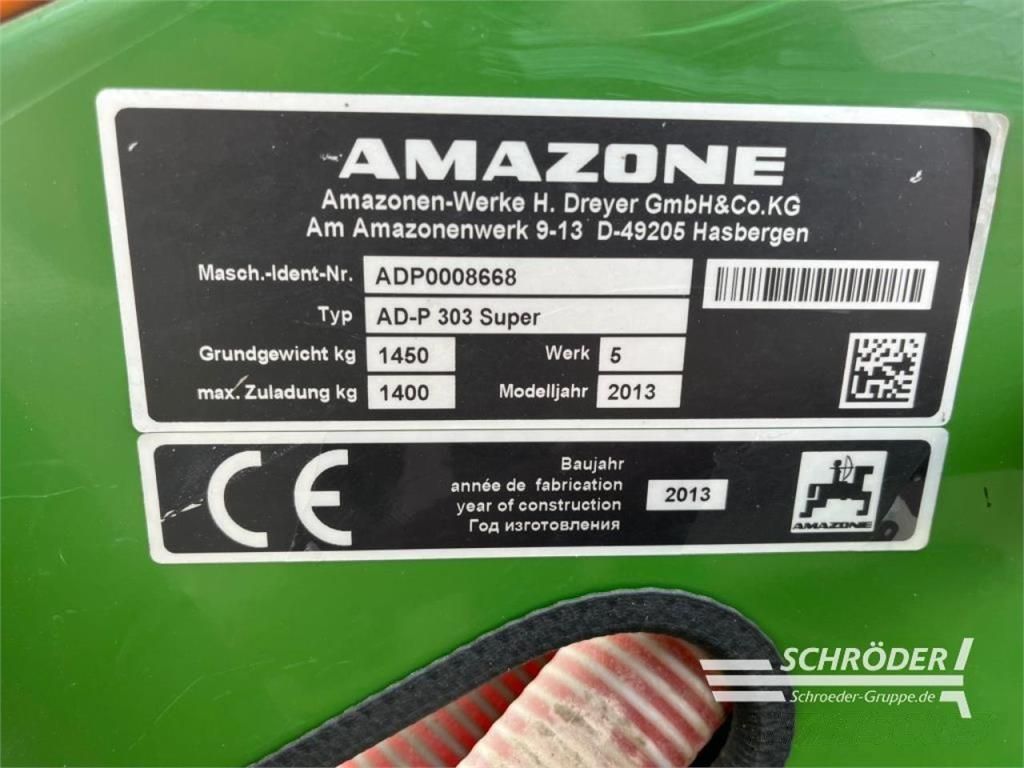 AMAZONE
Amazonen-Werke H. Dreyer GmbH&Co.KG
Am Amazonenwerk 9-13 D-49205 Hasbergen
Masch.-Ident-Nr. ADP0008668
Typ AD-P 303 Super
Grundgewicht kg 1450 Werk 5
max. Zuladung kg 1400 Modelljahr 2013
CE
Baujahr
année de fabrication
year of construction
Год изготовления
2013
AMAZONE
SCHRÖDER
Schroeder-Gruppe.de